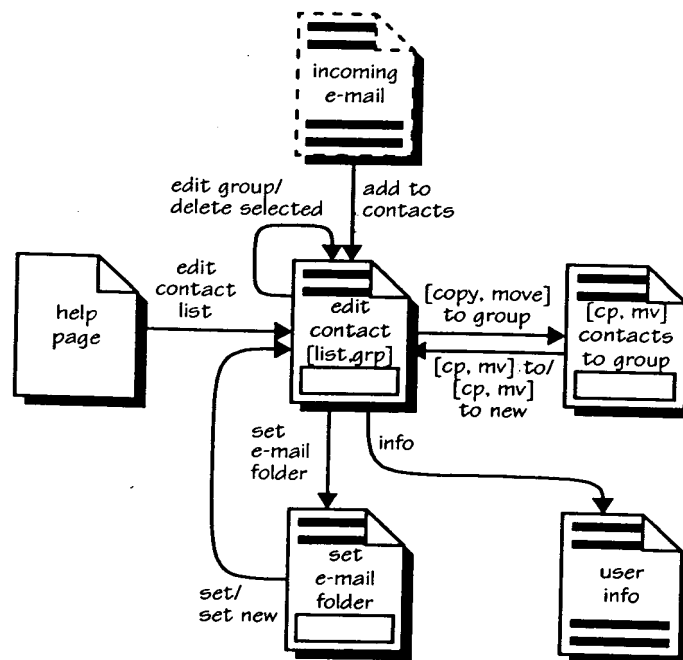 incoming
e-mail
edit group/
delete selected
add to
contacts
edit
contact
list
help
page
edit
contact
[list,grp]
[copy, move]
to group
[cp, mv]
contacts
to group
[cp, mv] to/
[cp, mv]
to new
set
e-mail
folder
info
set
e-mail
folder
set/
set new
user
info